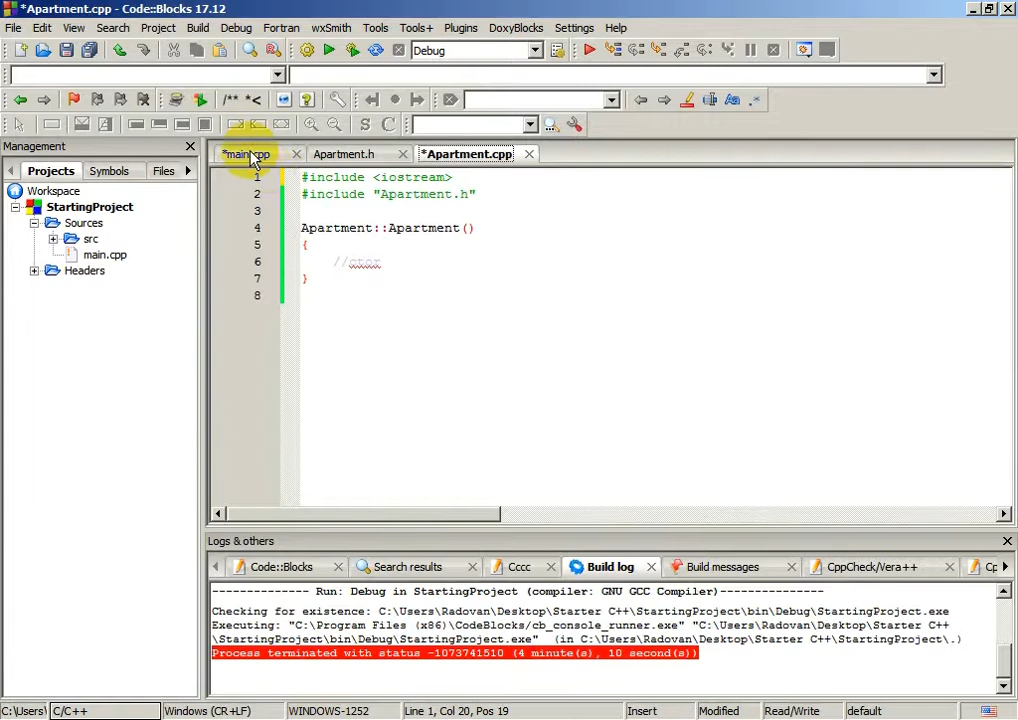 *Apartment.cpp - Code::Blocks 17.12
File Edit View Search Project Build Debug Fortran wxSmith Tools Tools+ Plugins DoxyBlocks Settings Help
Debug
/** *<
Aa .*
S C
Management
Projects Symbols Files
Workspace
StartingProject
Sources
src
main.cpp
Headers
*main.cpp Apartment.h *Apartment.cpp
1 #include <iostream>
2 #include "Apartment.h"
3
4 Apartment::Apartment()
5 {
6 //ctor
7 }
8
Logs & others
Code::Blocks Search results Cccc Build log Build messages CppCheck/Vera++ Cp
-------------- Run: Debug in StartingProject (compiler: GNU GCC Compiler)---------------
Checking for existence: C:\Users\Radovan\Desktop\Starter C++\StartingProject\bin\Debug\StartingProject.exe
Executing: "C:\Program Files (x86)\CodeBlocks/cb_console_runner.exe" "C:\Users\Radovan\Desktop\Starter C++
\StartingProject\bin\Debug\StartingProject.exe"  (in C:\Users\Radovan\Desktop\Starter C++\StartingProject\.)
Process terminated with status -1073741510 (4 minute(s), 10 second(s))
C:\Users\ C/C++ Windows (CR+LF) WINDOWS-1252 Line 1, Col 20, Pos 19 Insert Modified Read/Write default